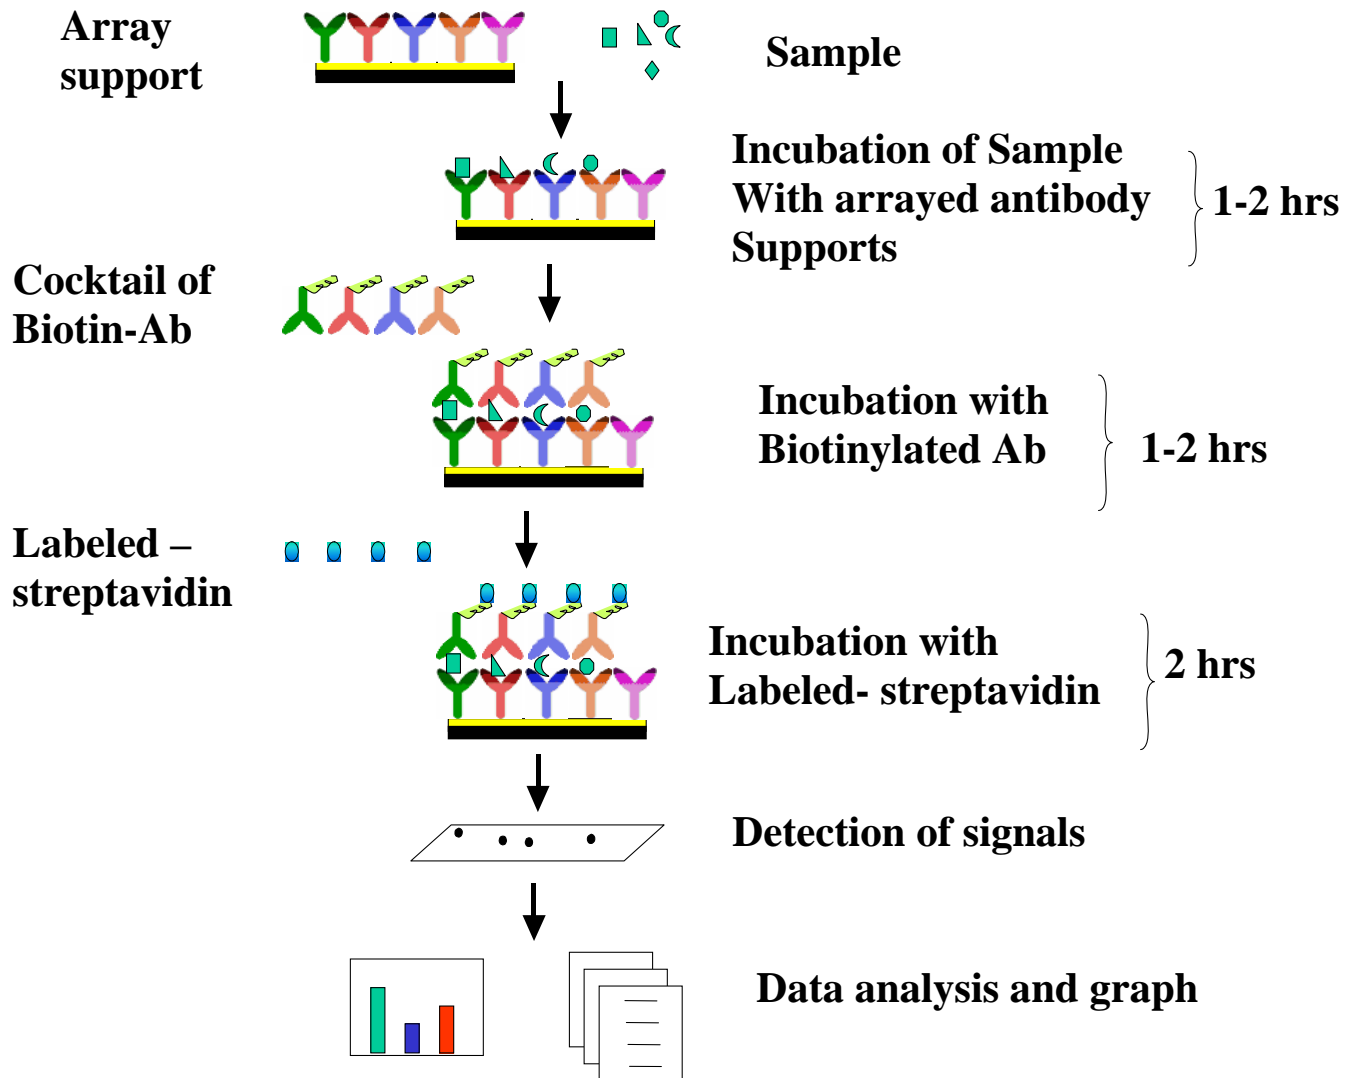 Array
support
Sample
Incubation of Sample
With arrayed antibody
Supports
1-2 hrs
Cocktail of
Biotin-Ab
Incubation with
Biotinylated Ab
1-2 hrs
Labeled –
streptavidin
Incubation with
Labeled- streptavidin
2 hrs
Detection of signals
Data analysis and graph